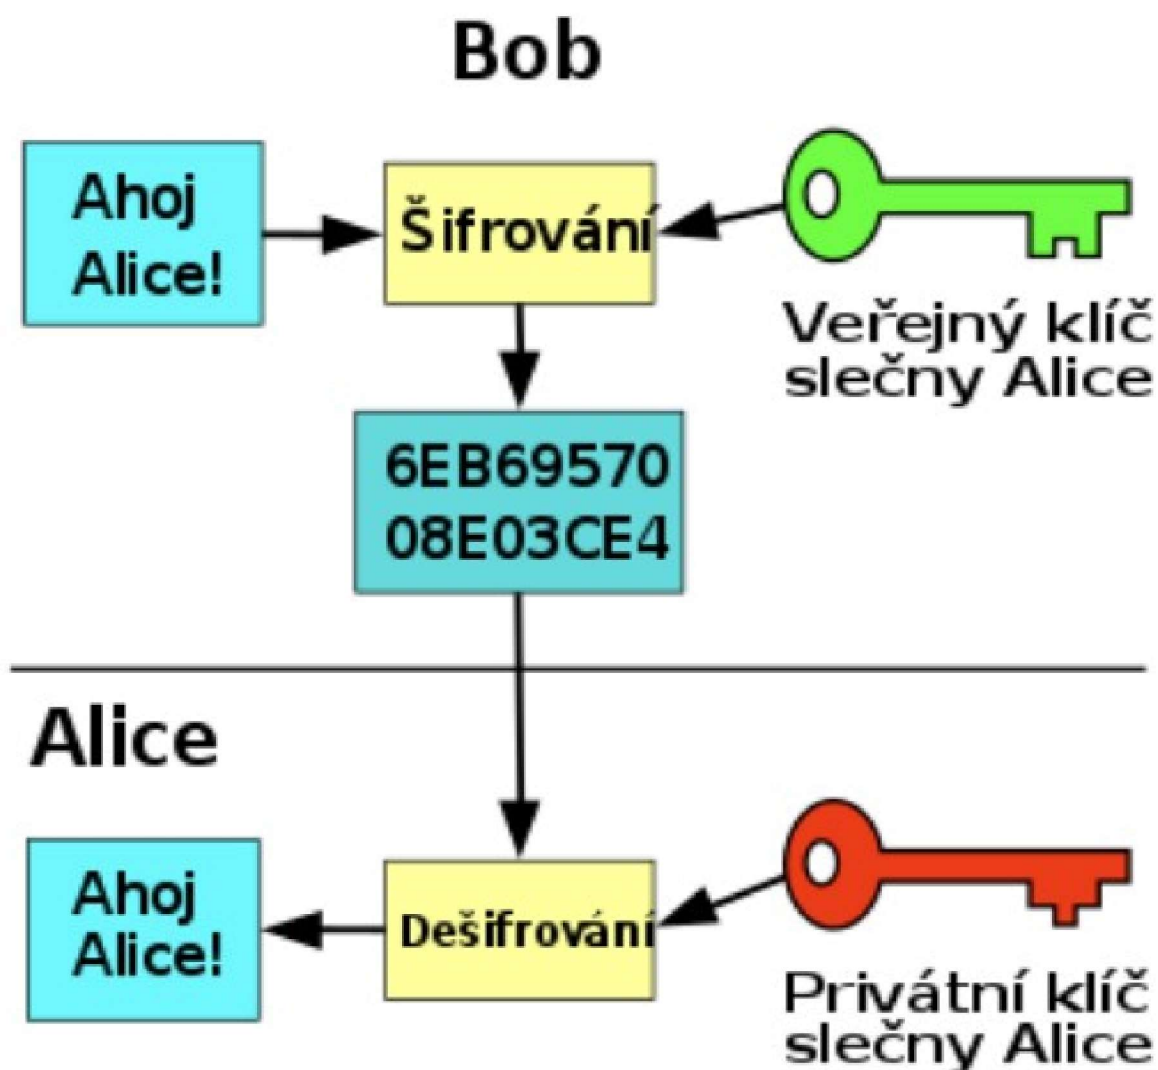 Bob
Ahoj
Alice!
Šifrování
Veřejný klíč
slečny Alice
6EB69570
08E03CE4
Alice
Ahoj
Alice!
Dešifrování
Privátní klíč
slečny Alice